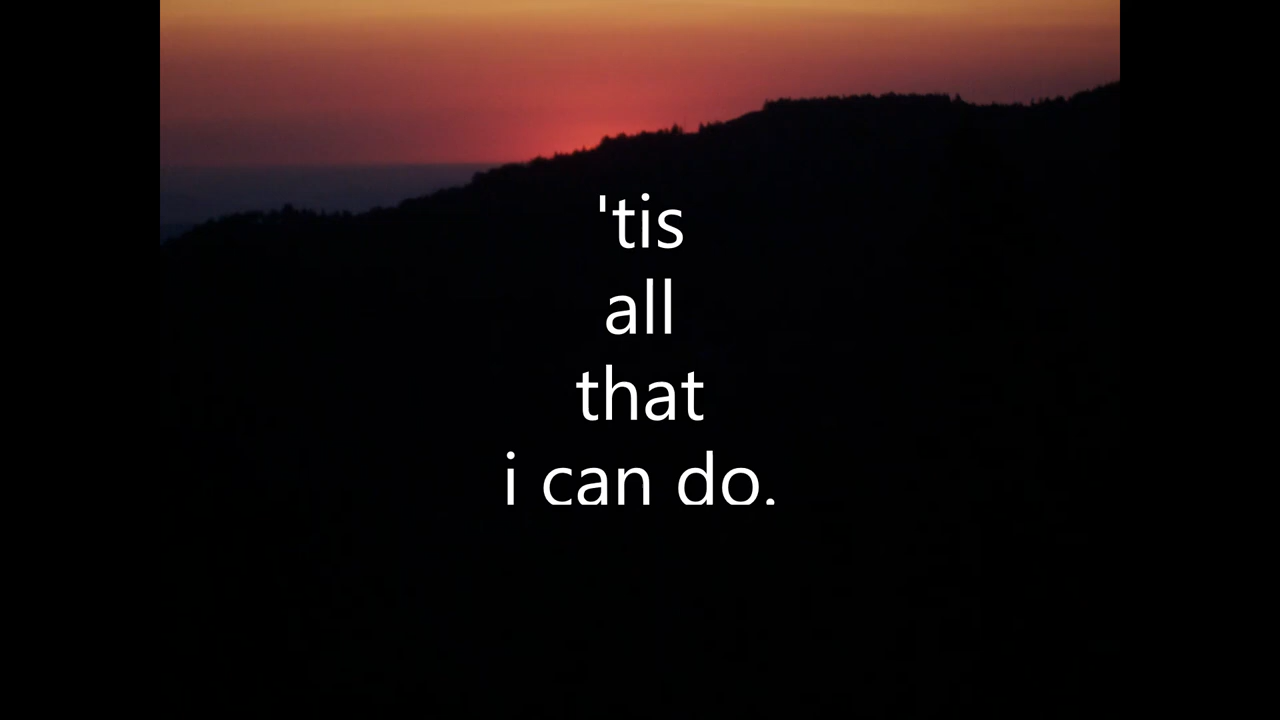 'tis
all
that
i can do.